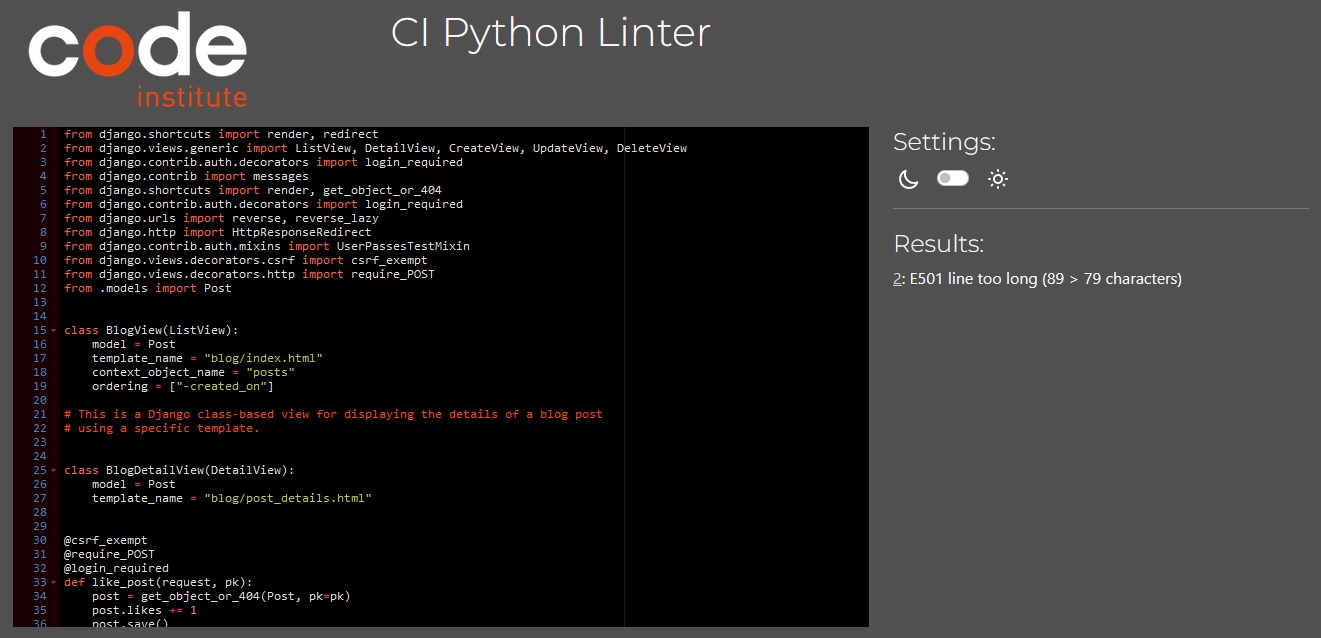 code
institute
CI Python Linter
1 from django.shortcuts import render, redirect
2 from django.views.generic import ListView, DetailView, CreateView, UpdateView, DeleteView
3 from django.contrib.auth.decorators import login_required
4 from django.contrib import messages
5 from django.shortcuts import render, get_object_or_404
6 from django.contrib.auth.decorators import login_required
7 from django.urls import reverse, reverse_lazy
8 from django.http import HttpResponseRedirect
9 from django.contrib.auth.mixins import UserPassesTestMixin
10 from django.views.decorators.csrf import csrf_exempt
11 from django.views.decorators.http import require_POST
12 from .models import Post
13
14
15 class BlogView(ListView):
16     model = Post
17     template_name = "blog/index.html"
18     context_object_name = "posts"
19     ordering = ["-created_on"]
20
21 # This is a Django class-based view for displaying the details of a blog post
22 # using a specific template.
23
24
25 class BlogDetailView(DetailView):
26     model = Post
27     template_name = "blog/post_details.html"
28
29
30 @csrf_exempt
31 @require_POST
32 @login_required
33 def like_post(request, pk):
34     post = get_object_or_404(Post, pk=pk)
35     post.likes += 1
36     post.save()
Settings:
Results:
2: E501 line too long (89 > 79 characters)